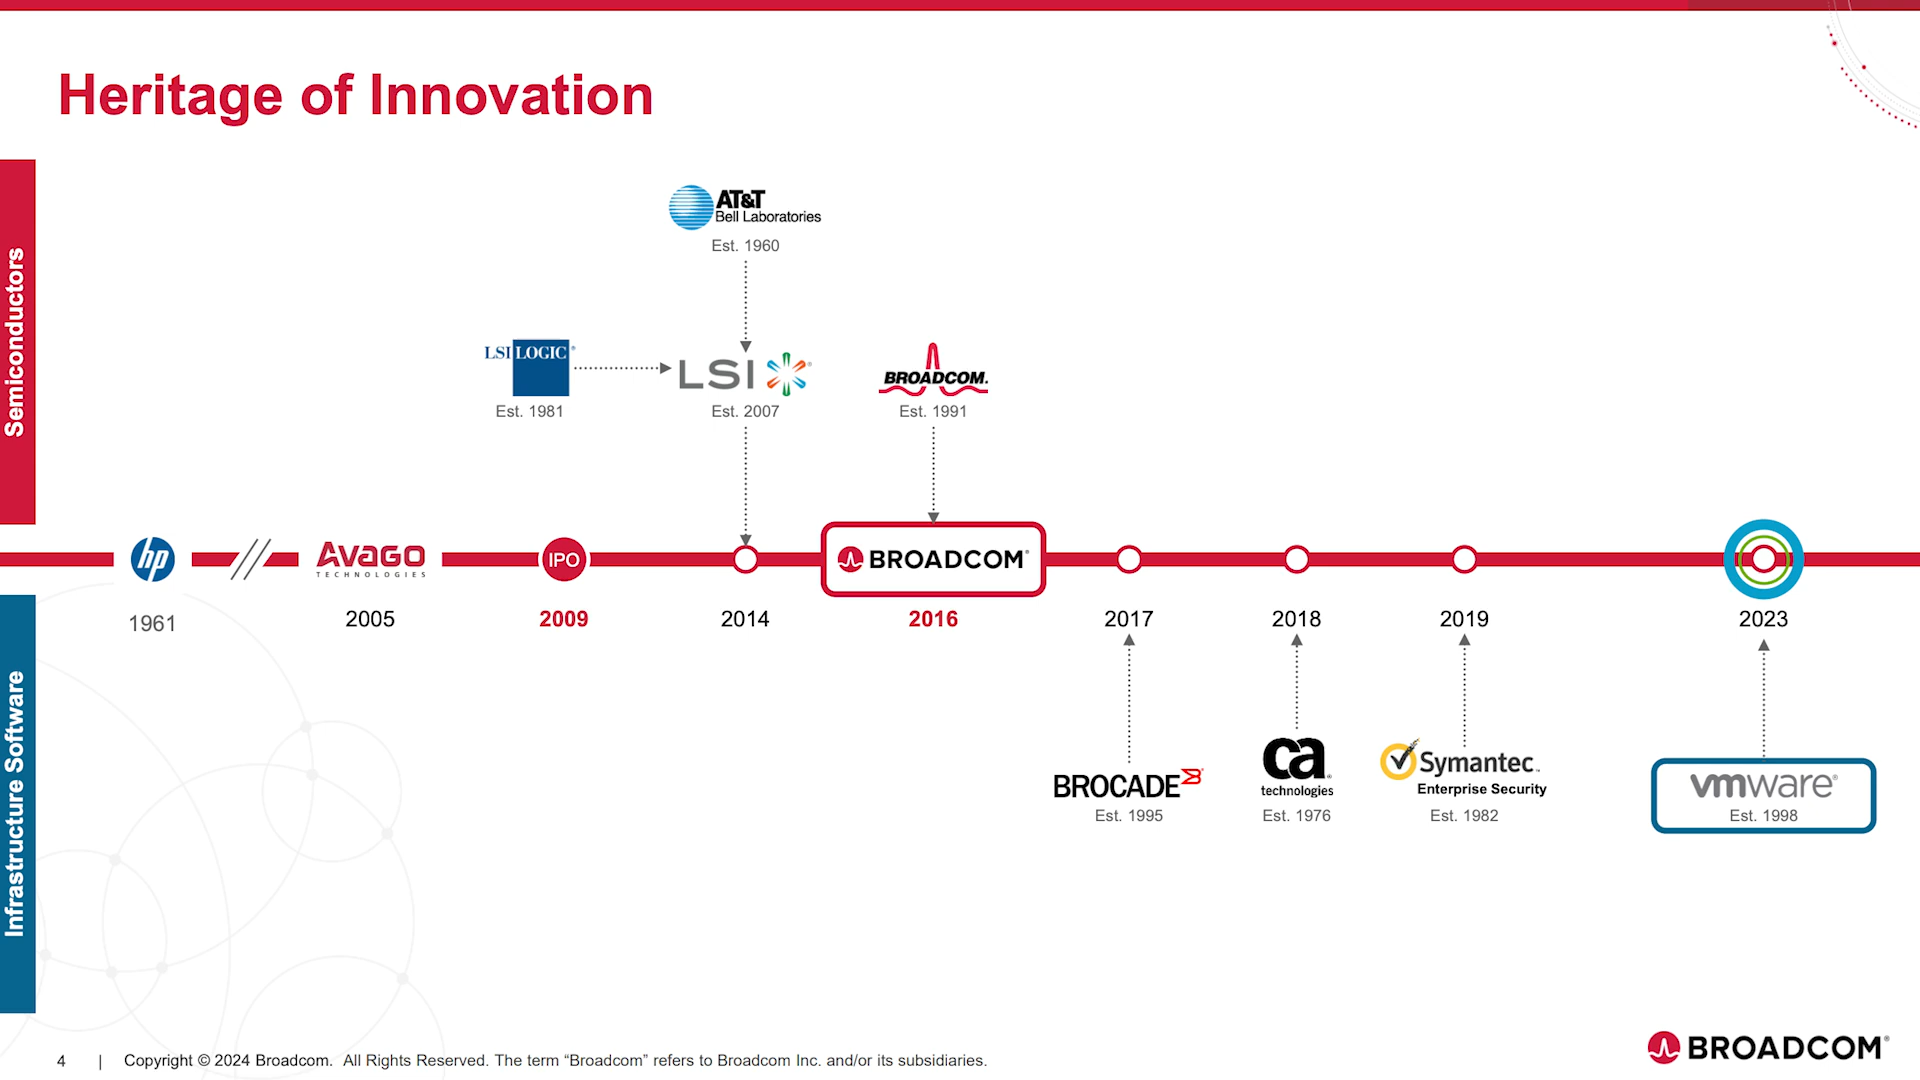 Heritage of Innovation
Semiconductors
AT&T
Bell Laboratories
Est. 1960
LSI LOGIC®
Est. 1981
LSI
Est. 2007
BROADCOM.
Est. 1991
hp
1961
AVAGO
TECHNOLOGIES
2005
IPO
2009
2014
BROADCOM®
2016
2017
2018
2019
2023
Infrastructure Software
BROCADE
Est. 1995
ca
technologies
Est. 1976
Symantec™
Enterprise Security
Est. 1982
vmware®
Est. 1998
4 | Copyright © 2024 Broadcom. All Rights Reserved. The term “Broadcom” refers to Broadcom Inc. and/or its subsidiaries.
BROADCOM®